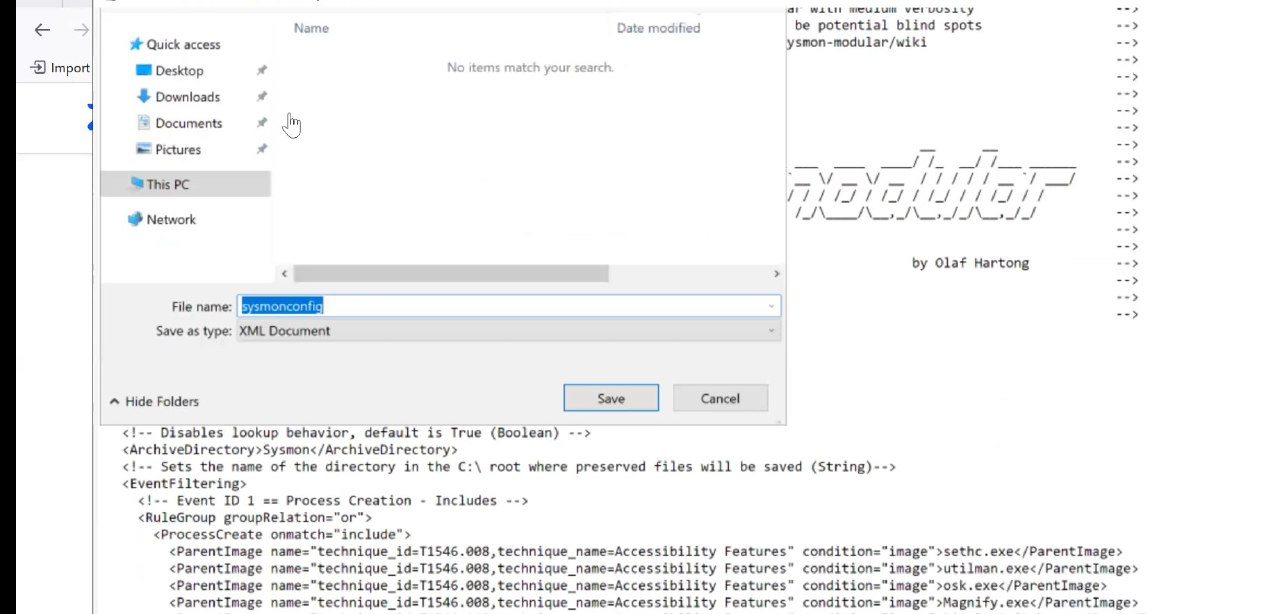 ar with medium verbosity -->
be potential blind spots -->
ysmon-modular/wiki -->
-->
-->
-->
-->
-->
-->
-->
-->
-->
-->
-->
-->
by Olaf Hartong -->
-->
-->
-->
Import
Name
Date modified
Quick access
Desktop
Downloads
Documents
Pictures
This PC
Network
No items match your search.
File name: sysmonconfig
Save as type: XML Document
Hide Folders
Save
Cancel
<!-- Disables lookup behavior, default is True (Boolean) -->
<ArchiveDirectory>Sysmon</ArchiveDirectory>
<!-- Sets the name of the directory in the C:\ root where preserved files will be saved (String)-->
<EventFiltering>
<!-- Event ID 1 == Process Creation - Includes -->
<RuleGroup groupRelation="or">
<ProcessCreate onmatch="include">
<ParentImage name="technique_id=T1546.008,technique_name=Accessibility Features" condition="image">sethc.exe</ParentImage>
<ParentImage name="technique_id=T1546.008,technique_name=Accessibility Features" condition="image">utilman.exe</ParentImage>
<ParentImage name="technique_id=T1546.008,technique_name=Accessibility Features" condition="image">osk.exe</ParentImage>
<ParentImage name="technique_id=T1546.008,technique_name=Accessibility Features" condition="image">Magnify.exe</ParentImage>